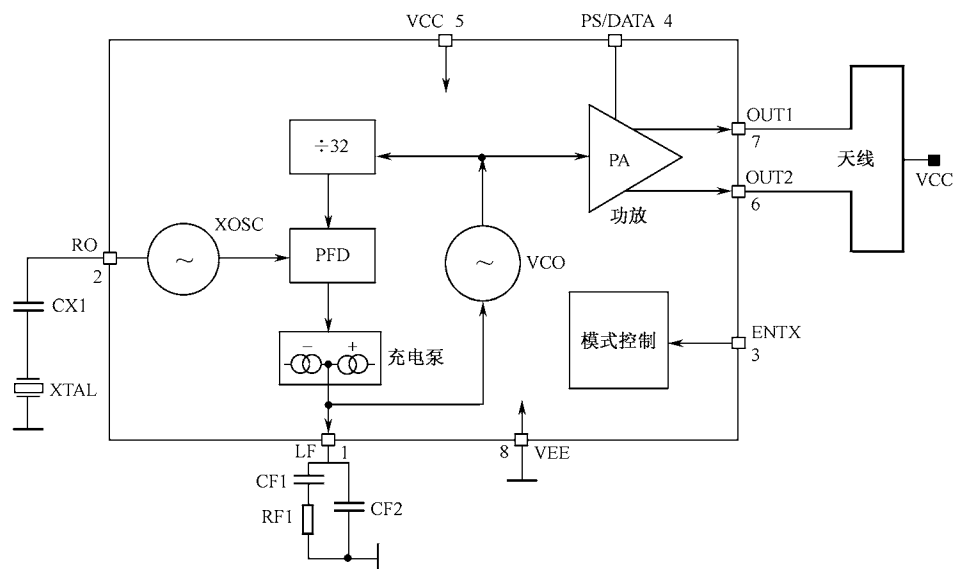 VCC 5
PS/DATA 4
OUT1
7
÷32
PA
天线
VCC
OUT2
6
功放
XOSC
RO
2
~
PFD
~
VCO
CX1
模式控制
ENTX
3
- +
充电泵
XTAL
LF 1
8 VEE
CF1
CF2
RF1